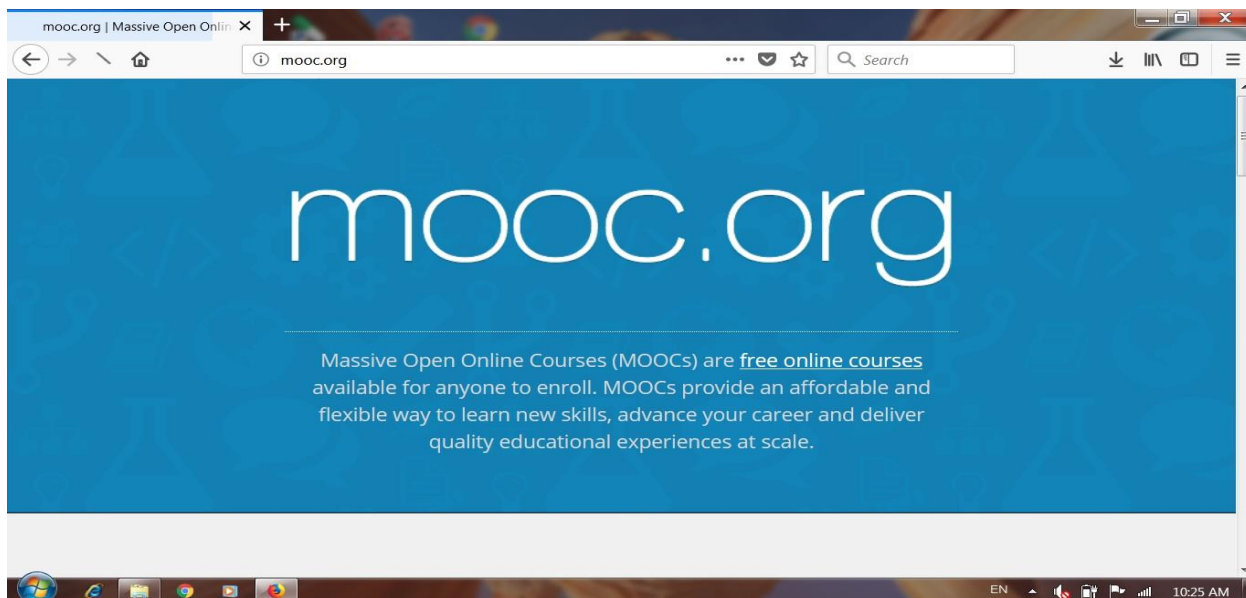 mooc.org | Massive Open Onlin
mooc.org
Search
mooc.org
Massive Open Online Courses (MOOCs) are free online courses
available for anyone to enroll. MOOCs provide an affordable and
flexible way to learn new skills, advance your career and deliver
quality educational experiences at scale.
EN
10:25 AM